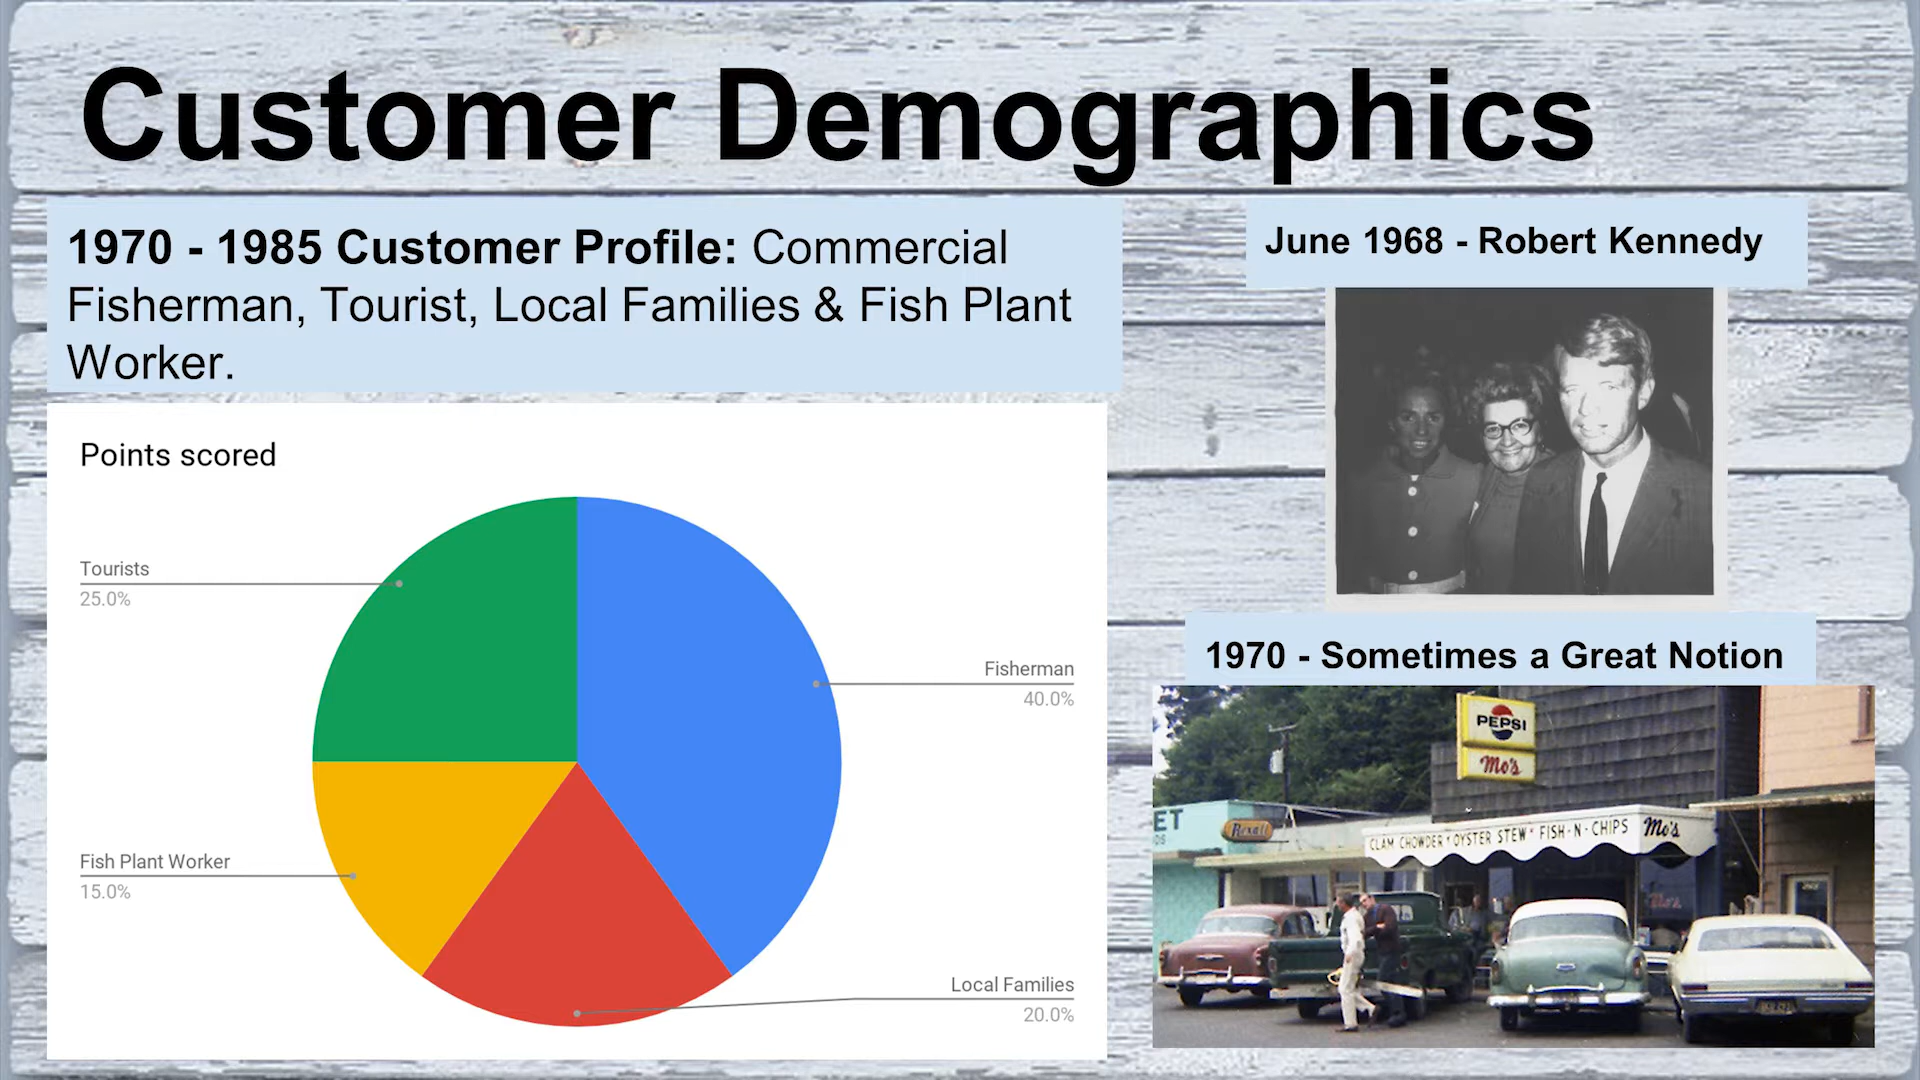 Customer Demographics
1970 - 1985 Customer Profile: Commercial
Fisherman, Tourist, Local Families & Fish Plant
Worker.
June 1968 - Robert Kennedy
Points scored
Tourists
25.0%
Fisherman
40.0%
Fish Plant Worker
15.0%
Local Families
20.0%
1970 - Sometimes a Great Notion
PEPSI
Mo's
ET
Rexall
CLAM CHOWDER * OYSTER STEW * FISH-N-CHIPS Mo's
Mo's